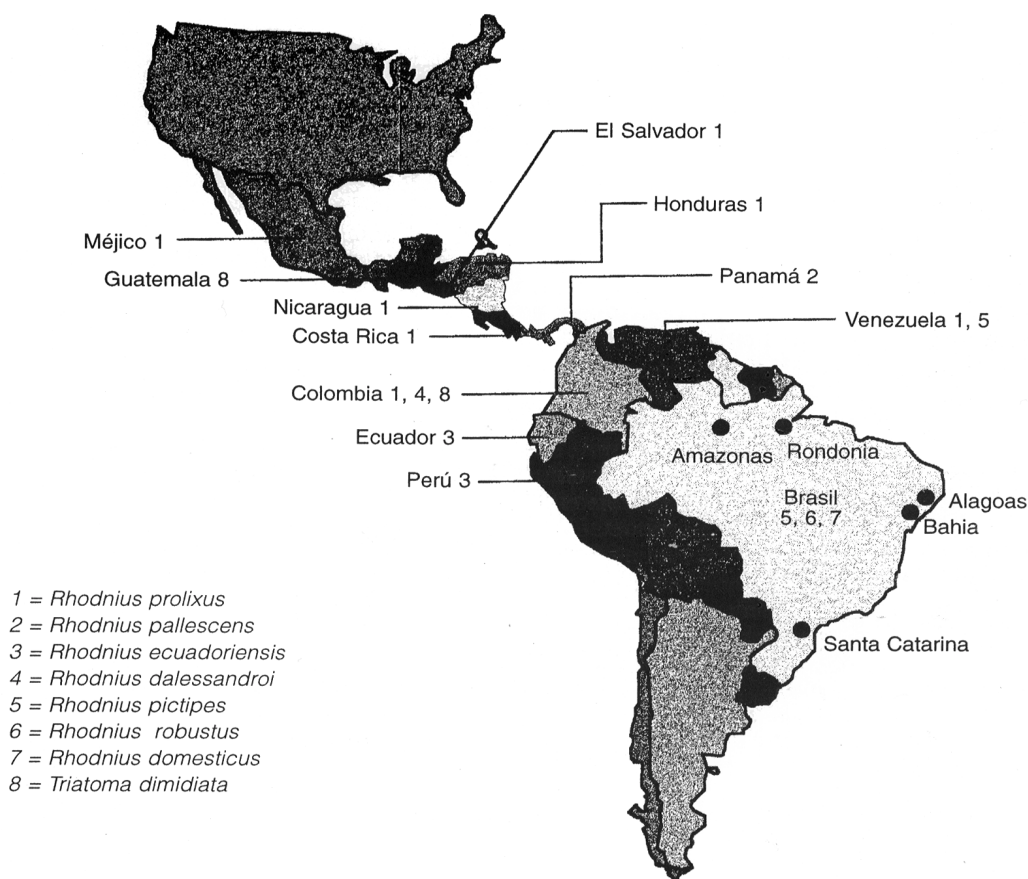 El Salvador 1
Honduras 1
Méjico 1
Guatemala 8
Panamá 2
Nicaragua 1
Venezuela 1, 5
Costa Rica 1
Colombia 1, 4, 8
Ecuador 3
Amazonas
Rondonia
Perú 3
Brasil
5, 6, 7
Alagoas
Bahia
Santa Catarina
1 = Rhodnius prolixus
2 = Rhodnius pallescens
3 = Rhodnius ecuadoriensis
4 = Rhodnius dalessandroi
5 = Rhodnius pictipes
6 = Rhodnius robustus
7 = Rhodnius domesticus
8 = Triatoma dimidiata